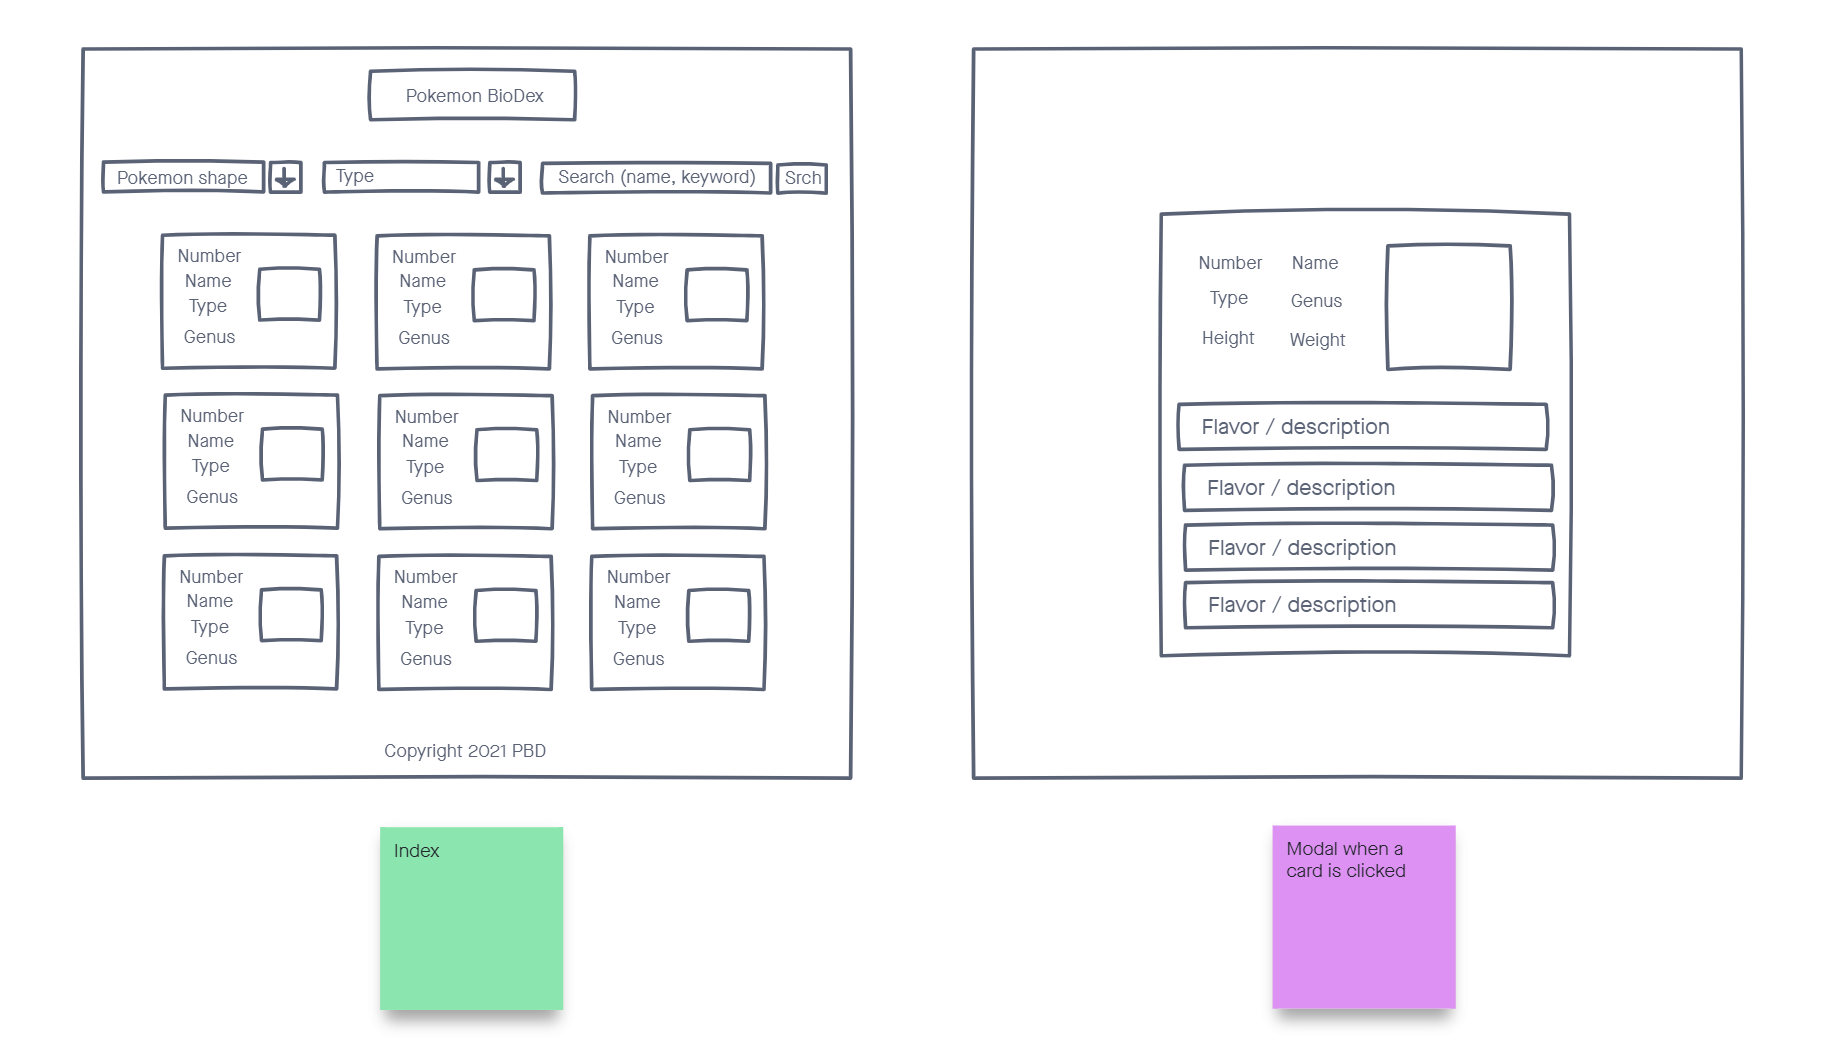 Pokemon BioDex
Pokemon shape
Type
Search (name, keyword)
Srch
Number
Name
Type
Genus
Number
Name
Type
Genus
Number
Name
Type
Genus
Number
Name
Type
Genus
Number
Name
Type
Genus
Number
Name
Type
Genus
Number
Name
Type
Genus
Number
Name
Type
Genus
Number
Name
Type
Genus
Copyright 2021 PBD
Index
Number Name
Type Genus
Height Weight
Flavor / description
Flavor / description
Flavor / description
Flavor / description
Modal when a
card is clicked